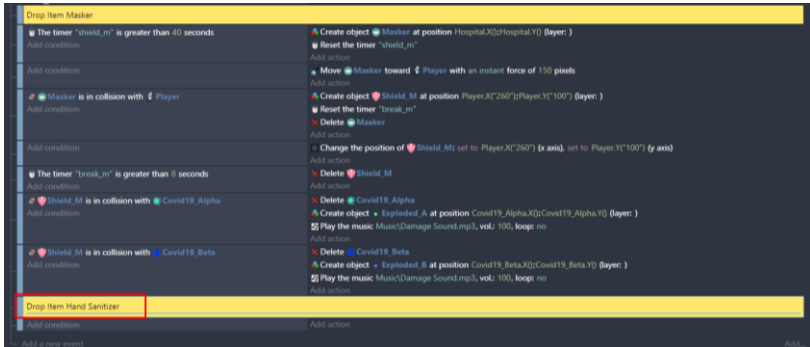 Drop Item Masker
The timer "shield_m" is greater than 40 seconds
Add condition
Create object Masker at position Hospital.X();Hospital.Y() (layer: )
Reset the timer "shield_m"
Add action
Add condition
Move Masker toward Player with an instant force of 150 pixels
Add action
Masker is in collision with Player
Add condition
Create object Shield_M at position Player.X("260");Player.Y("100") (layer: )
Reset the timer "break_m"
Delete Masker
Add action
Add condition
Change the position of Shield_M: set to Player.X("260") (x axis), set to Player.Y("100") (y axis)
Add action
The timer "break_m" is greater than 8 seconds
Add condition
Delete Shield_M
Add action
Shield_M is in collision with Covid19_Alpha
Add condition
Delete Covid19_Alpha
Create object Exploded_A at position Covid19_Alpha.X();Covid19_Alpha.Y() (layer: )
Play the music Music\Damage Sound.mp3, vol.: 100, loop: no
Add action
Shield_M is in collision with Covid19_Beta
Add condition
Delete Covid19_Beta
Create object Exploded_B at position Covid19_Beta.X();Covid19_Beta.Y() (layer: )
Play the music Music\Damage Sound.mp3, vol.: 100, loop: no
Add action
Drop Item Hand Sanitizer
Add condition
Add action
Add a new event
Add...